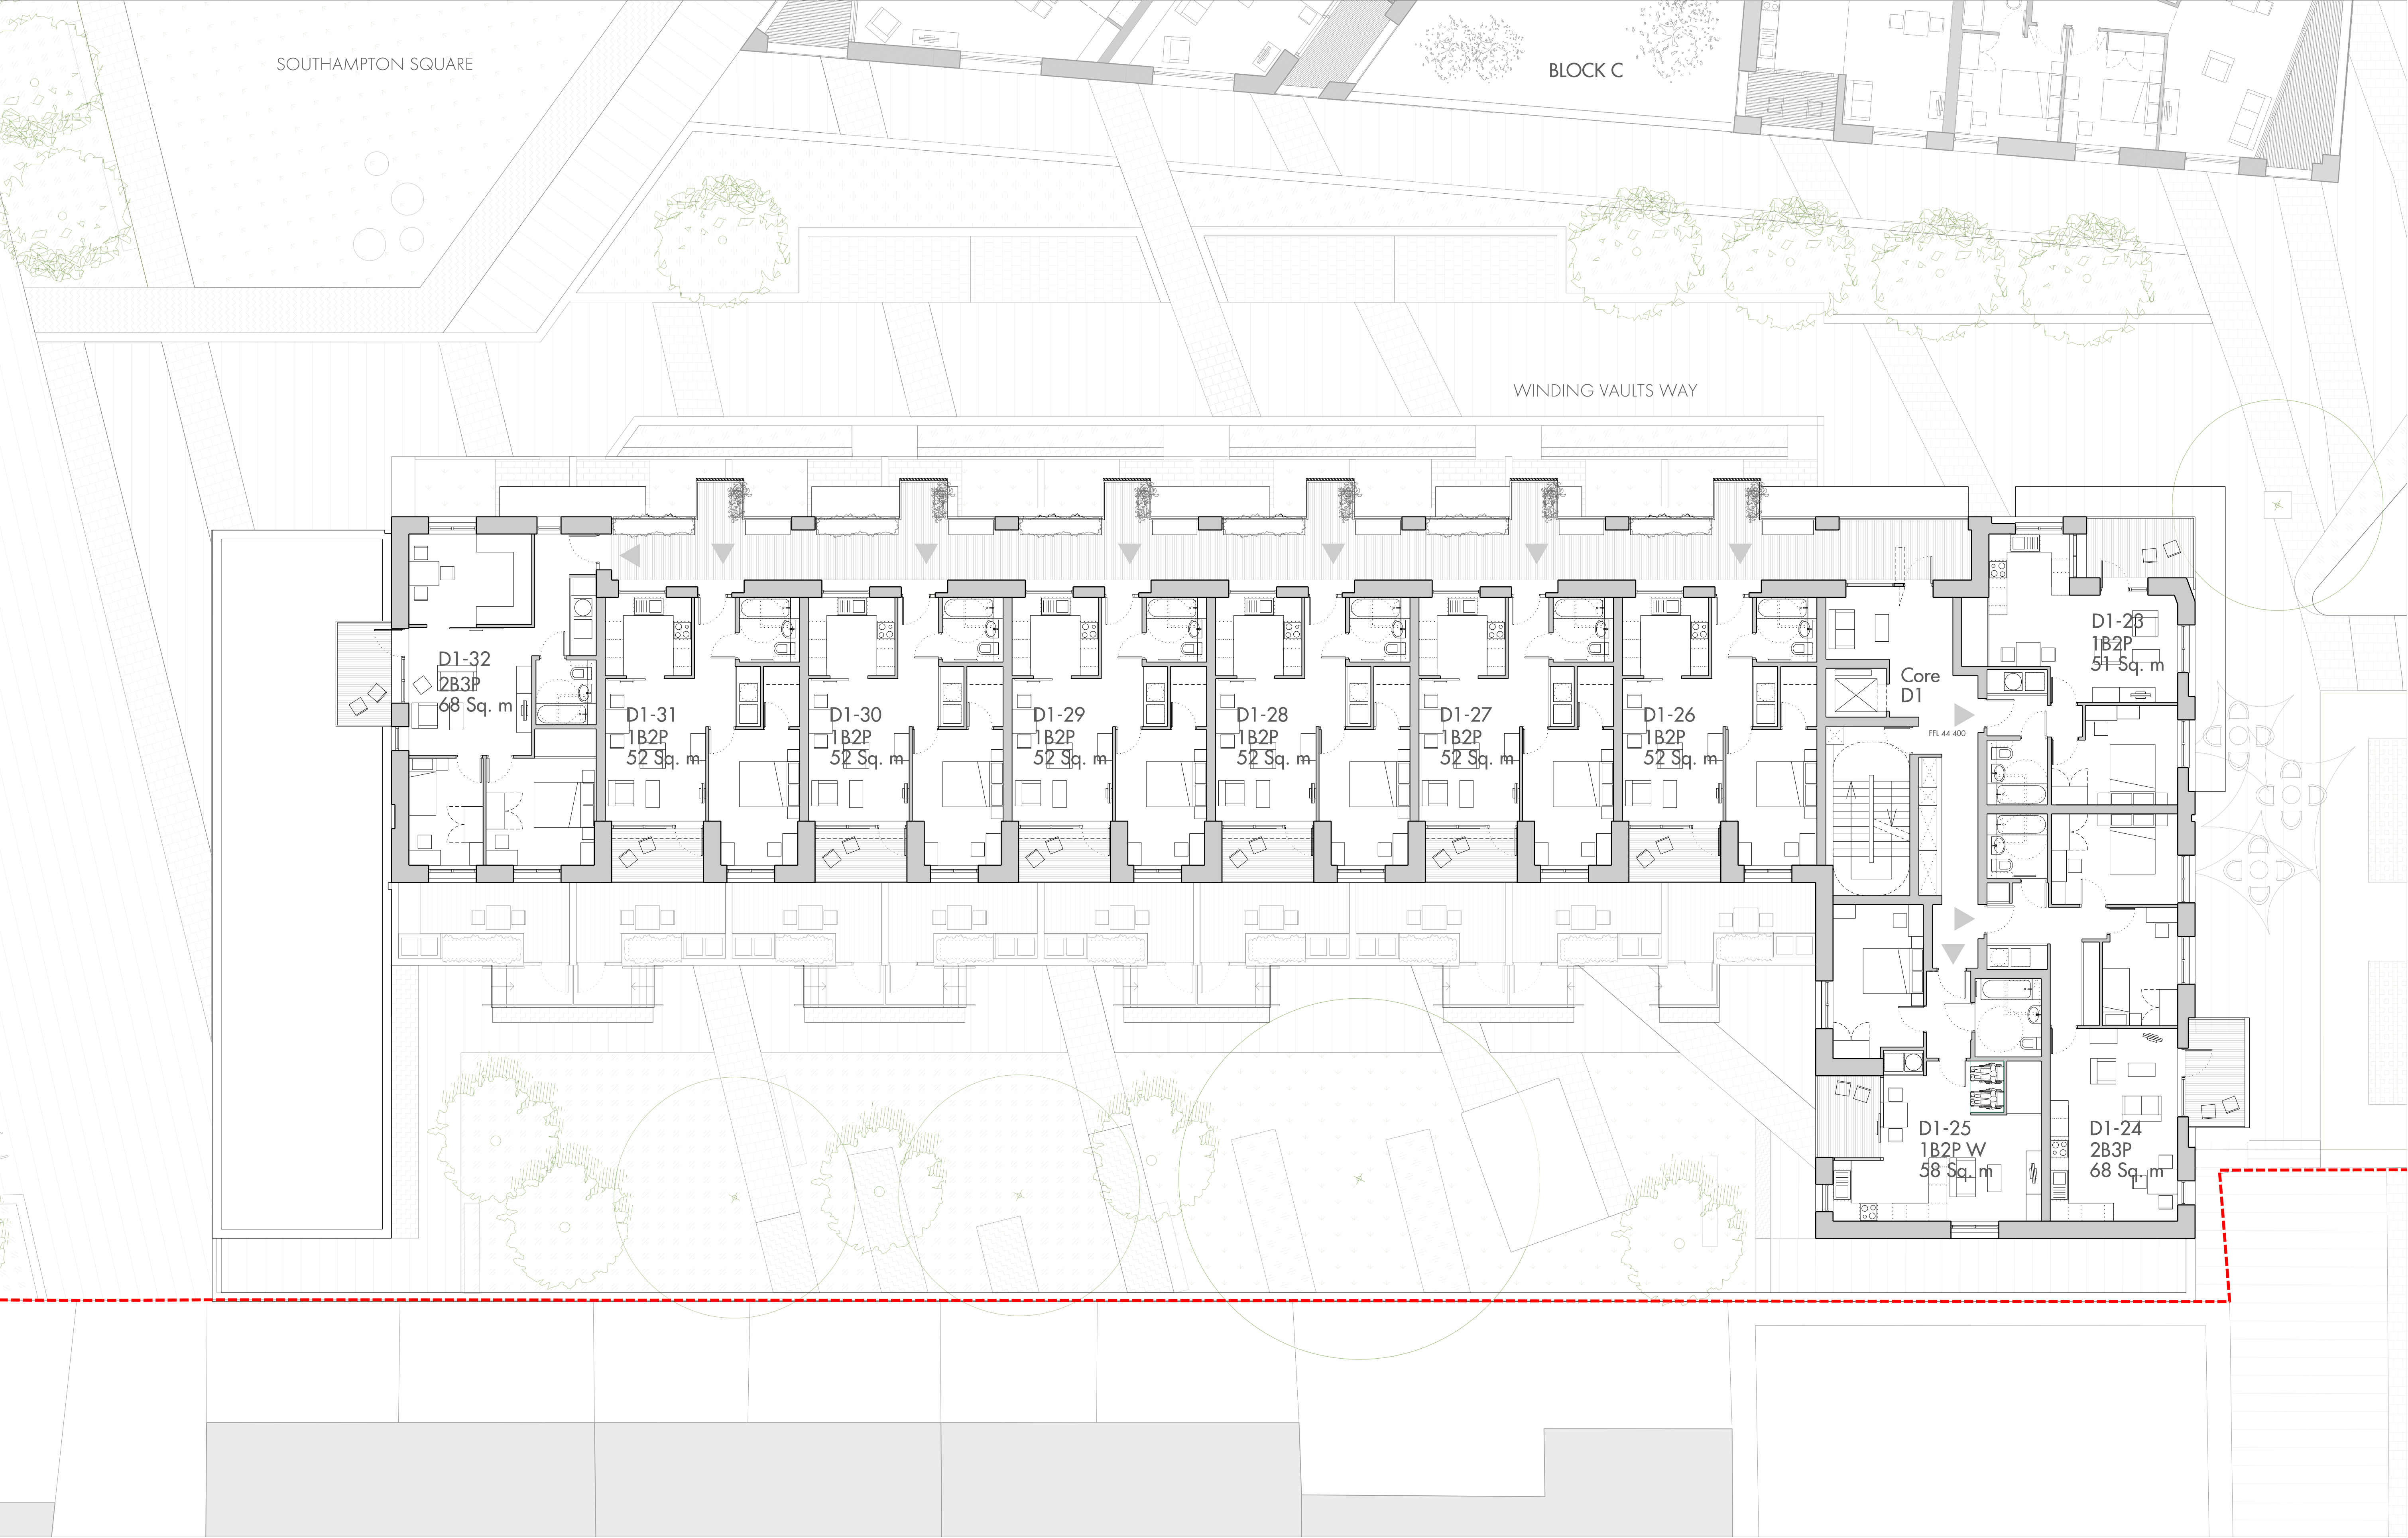 SOUTHAMPTON SQUARE
BLOCK C
WINDING VAULTS WAY
D1-32
2B3P
68 Sq. m
D1-31
1B2P
52 Sq. m
D1-30
1B2P
52 Sq. m
D1-29
1B2P
52 Sq. m
D1-28
1B2P
52 Sq. m
D1-27
1B2P
52 Sq. m
D1-26
1B2P
52 Sq. m
Core
D1
FFL 44 400
D1-23
1B2P
51 Sq. m
D1-25
1B2P W
58 Sq. m
D1-24
2B3P
68 Sq. m